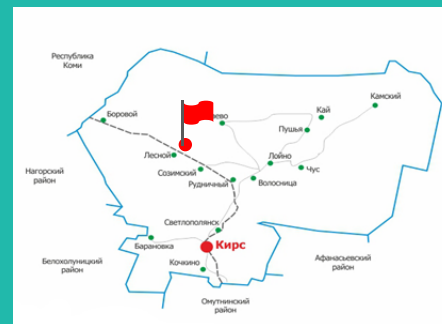 Республика
Коми
Боровой
Камский
Кай
Пушья
Лесной
Лойно
Созимский
Чус
Нагорский
район
Рудничный
Волосница
Светлополянск
Барановка
Кирс
Белохолуницкий
район
Кочкино
Афанасьевский
район
Омутнинский
район